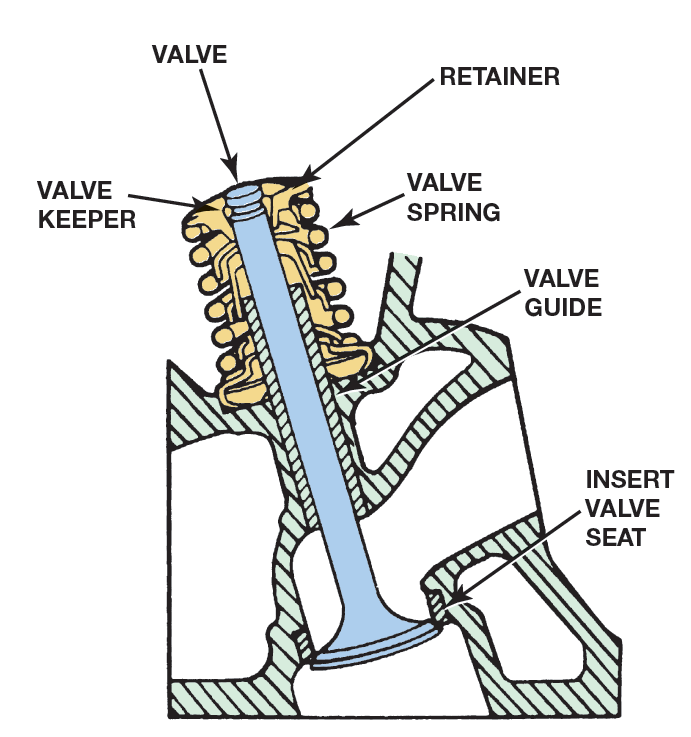 VALVE
RETAINER
VALVE
KEEPER
VALVE
SPRING
VALVE
GUIDE
INSERT
VALVE
SEAT